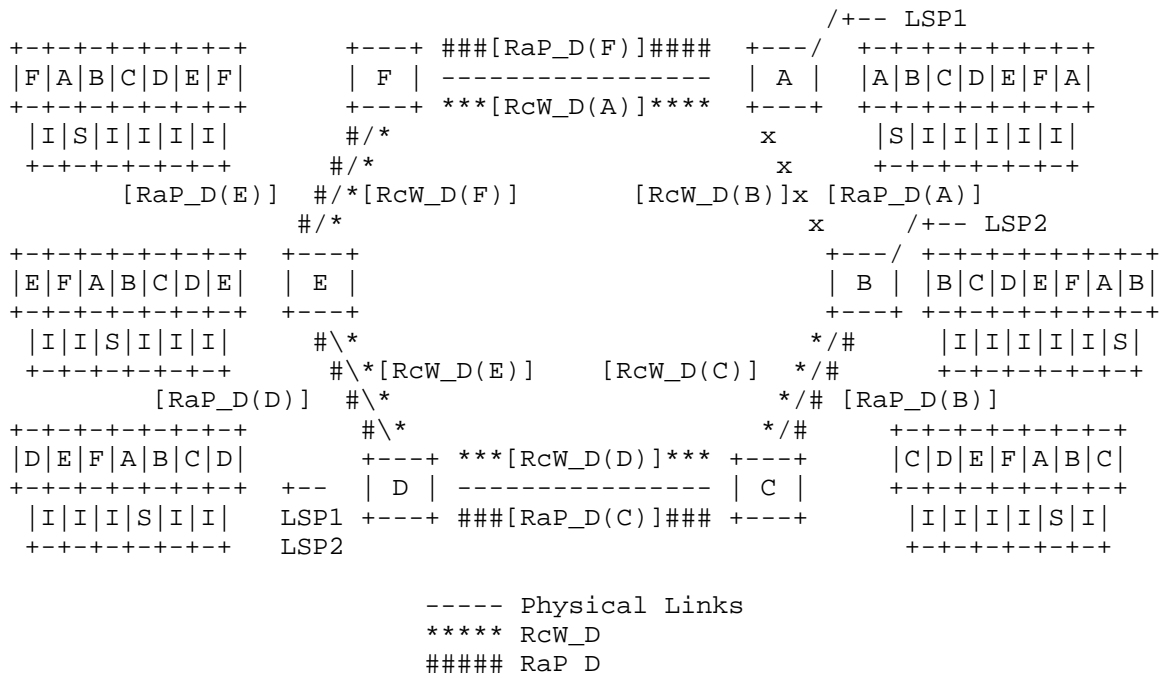 /+-- LSP1
+-+-+-+-+-+-+-+       +---+ ###[RaP_D(F)]####  +---/  +-+-+-+-+-+-+-+
|F|A|B|C|D|E|F|       | F | -----------------  | A |  |A|B|C|D|E|F|A|
+-+-+-+-+-+-+-+       +---+ ***[RcW_D(A)]****  +---+  +-+-+-+-+-+-+-+
 |I|S|I|I|I|I|        #/*                       x       |S|I|I|I|I|I|
 +-+-+-+-+-+-+       #/*                         x      +-+-+-+-+-+-+
       [RaP_D(E)]  #/*[RcW_D(F)]       [RcW_D(B)]x [RaP_D(A)]
                  #/*                              x     /+-- LSP2
+-+-+-+-+-+-+-+  +---+                              +---/ +-+-+-+-+-+-+-+
|E|F|A|B|C|D|E|  | E |                              | B | |B|C|D|E|F|A|B|
+-+-+-+-+-+-+-+  +---+                              +---+ +-+-+-+-+-+-+-+
 |I|I|S|I|I|I|     #\*                             */#     |I|I|I|I|I|S|
 +-+-+-+-+-+-+      #\*[RcW_D(E)]    [RcW_D(C)]  */#       +-+-+-+-+-+-+
         [RaP_D(D)]  #\*                        */# [RaP_D(B)]
+-+-+-+-+-+-+-+       #\*                      */#     +-+-+-+-+-+-+-+
|D|E|F|A|B|C|D|       +---+ ***[RcW_D(D)]*** +---+     |C|D|E|F|A|B|C|
+-+-+-+-+-+-+-+  +--  | D | ---------------- | C |     +-+-+-+-+-+-+-+
 |I|I|I|S|I|I|   LSP1 +---+ ###[RaP_D(C)]### +---+      |I|I|I|I|S|I|
 +-+-+-+-+-+-+   LSP2                                   +-+-+-+-+-+-+
                          ----- Physical Links
                          ***** RcW_D
                          ##### RaP_D